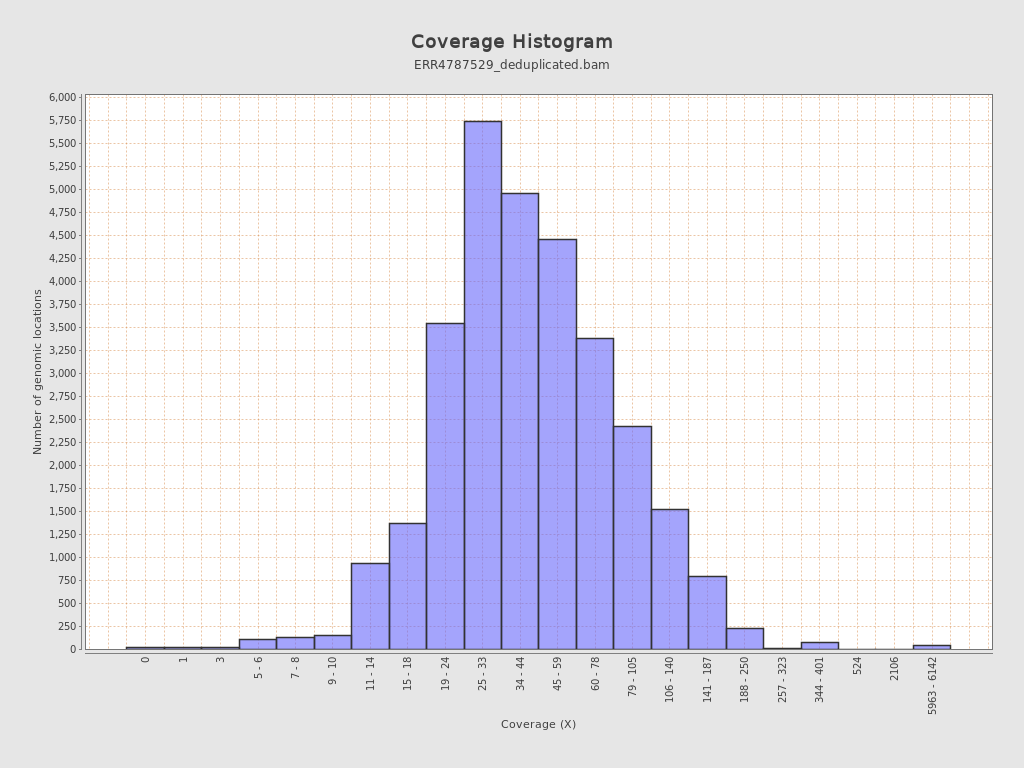 Coverage Histogram
ERR4787529_deduplicated.bam
6,000
5,750
5,500
5,250
5,000
4,750
4,500
4,250
4,000
3,750
3,500
3,250
3,000
2,750
2,500
2,250
2,000
1,750
1,500
1,250
1,000
750
500
250
0
Number of genomic locations
0
1
3
5 - 6
7 - 8
9 - 10
11 - 14
15 - 18
19 - 24
25 - 33
34 - 44
45 - 59
60 - 78
79 - 105
106 - 140
141 - 187
188 - 250
257 - 323
344 - 401
524
2106
5963 - 6142
Coverage (X)